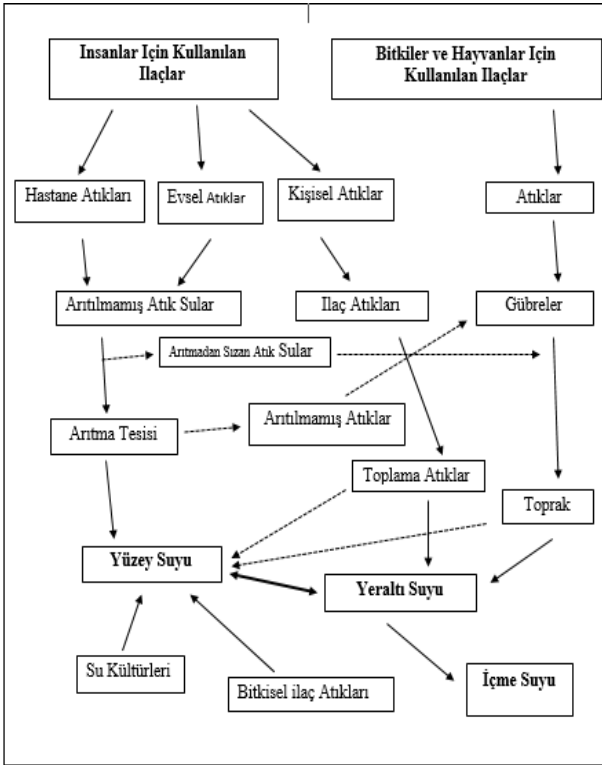 Insanlar Için Kullanılan
Ilaçlar
Bitkiler ve Hayvanlar Için
Kullanılan Ilaçlar
Hastane Atıkları
Evsel Atıklar
Kişisel Atıklar
Atıklar
Arıtılmamış Atık Sular
Ilaç Atıkları
Gübreler
Arıtmadan Sızan Atık Sular
Arıtma Tesisi
Arıtılmamış Atıklar
Toplama Atıklar
Toprak
Yüzey Suyu
Yeraltı Suyu
Su Kültürleri
Bitkisel ilaç Atıkları
İçme Suyu